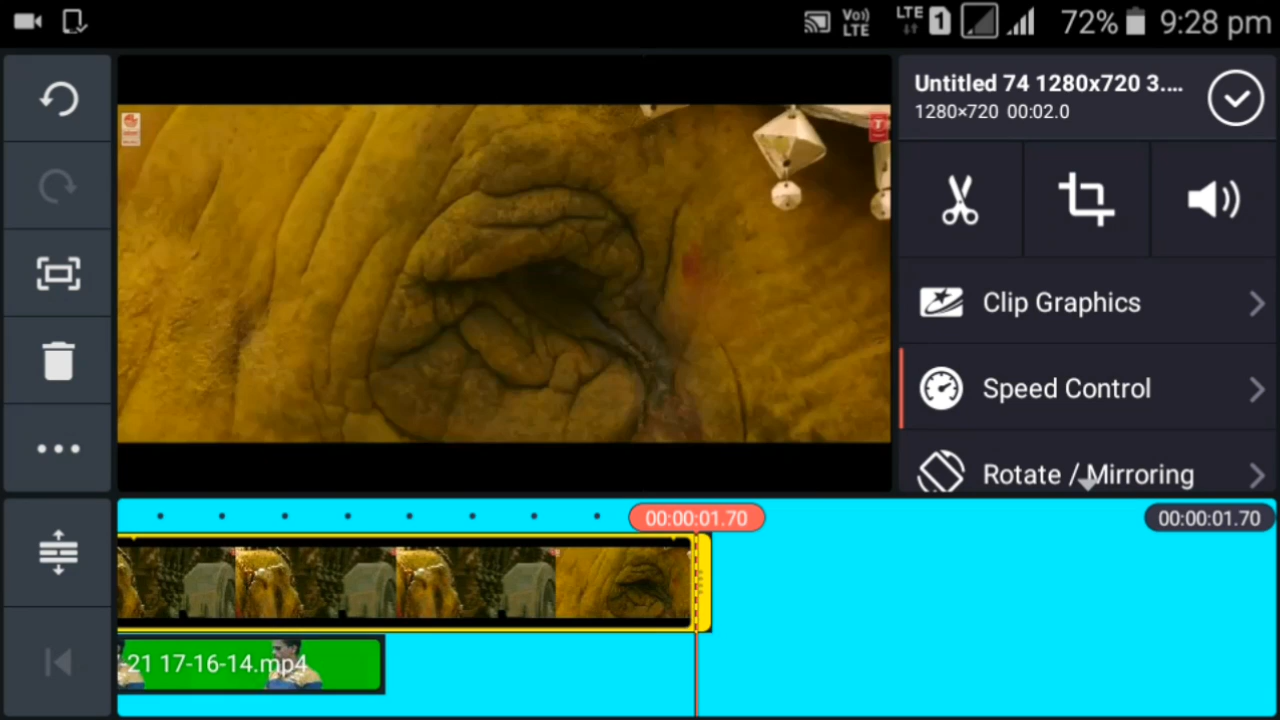 Vo))
LTE
LTE
1
72%
9:28 pm
Untitled 74 1280x720 3....
1280×720 00:02.0
T
Clip Graphics
Speed Control
Rotate / Mirroring
00:00:01.70
00:00:01.70
-21 17-16-14.mp4